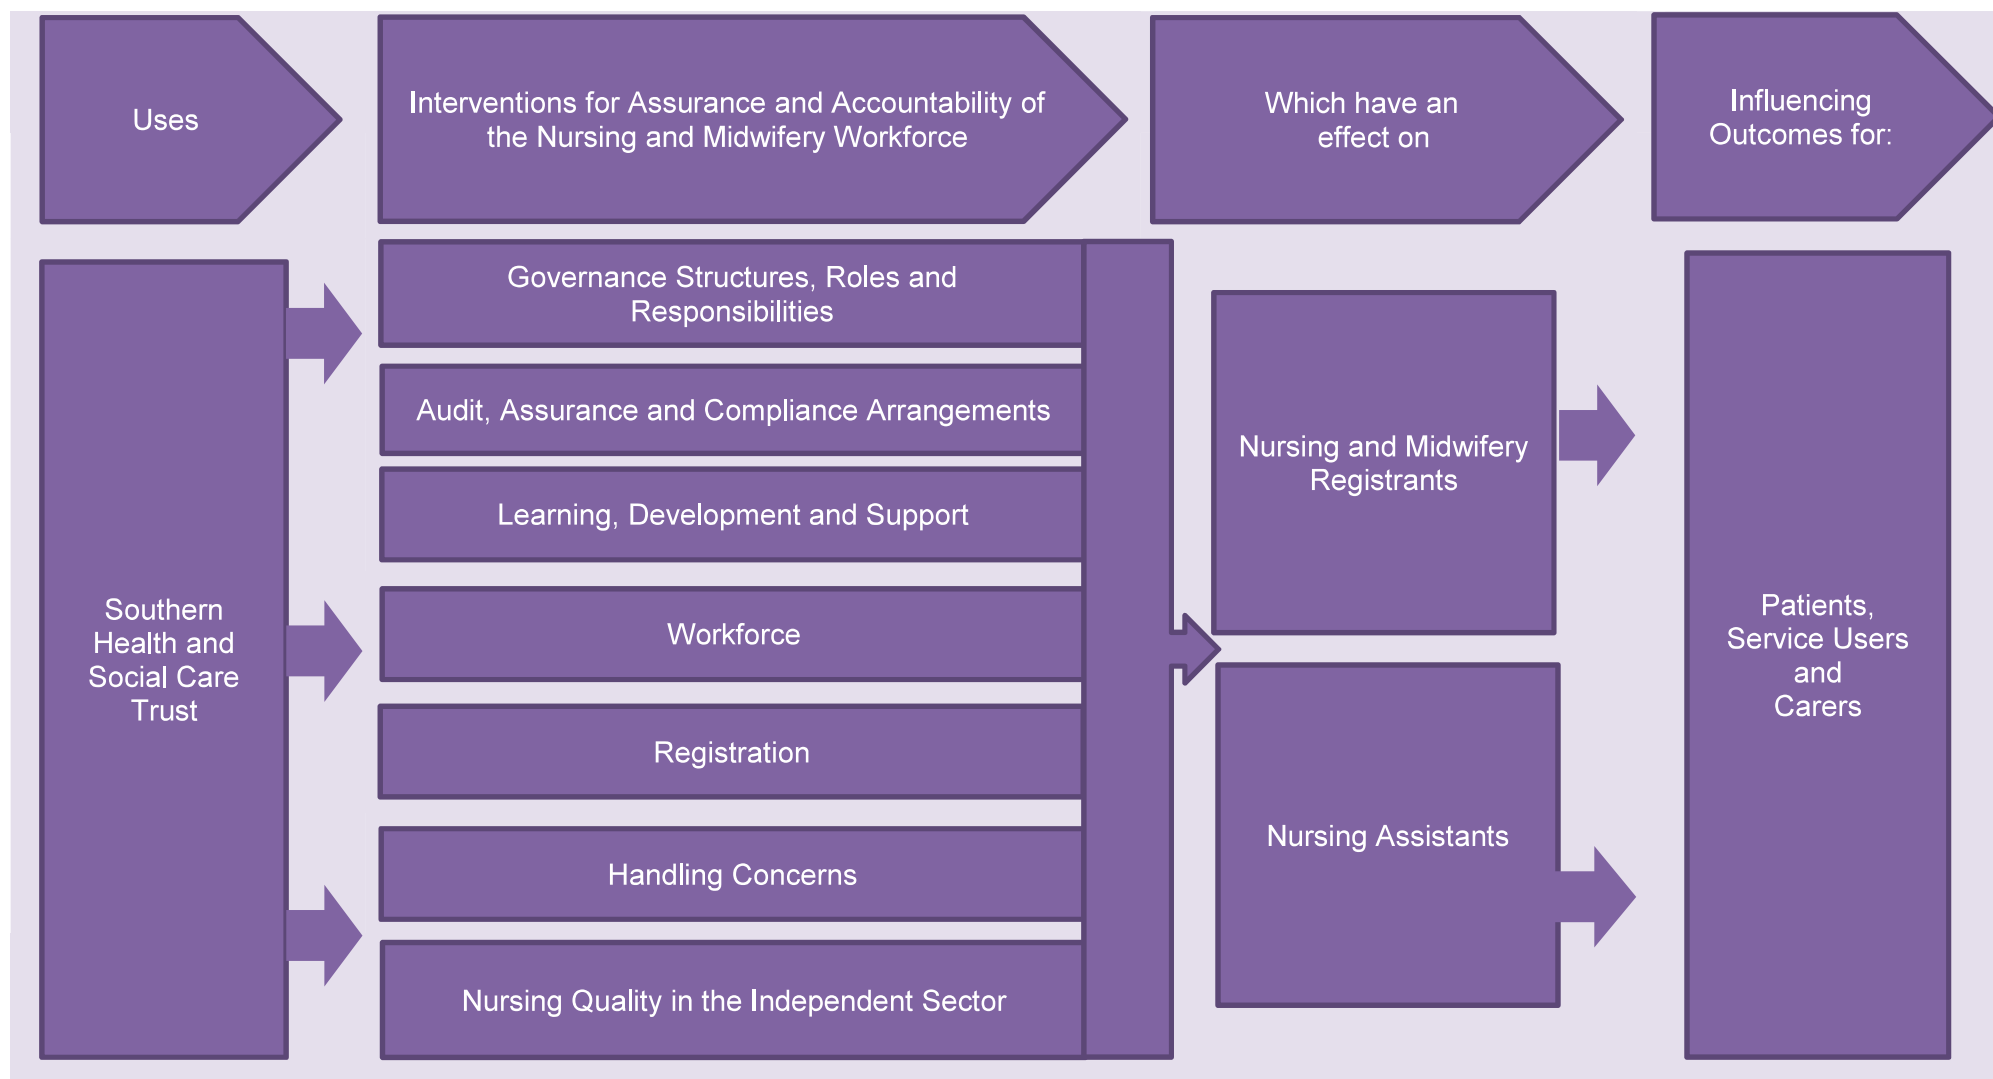 Uses
Interventions for Assurance and Accountability of
the Nursing and Midwifery Workforce
Which have an
effect on
Influencing
Outcomes for:
Southern
Health and
Social Care
Trust
Governance Structures, Roles and
Responsibilities
Audit, Assurance and Compliance Arrangements
Learning, Development and Support
Workforce
Registration
Handling Concerns
Nursing Quality in the Independent Sector
Nursing and Midwifery
Registrants
Nursing Assistants
Patients,
Service Users
and
Carers